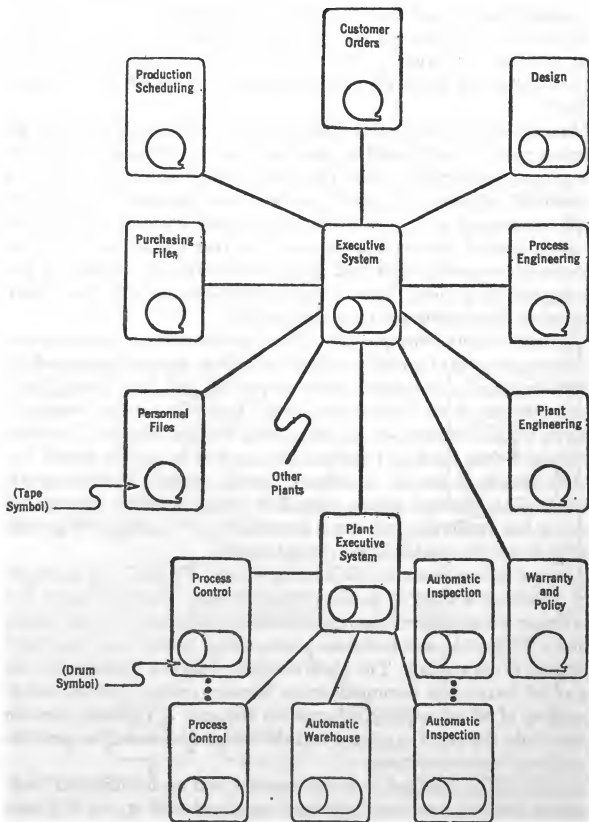 Customer
Orders
Production
Scheduling
Design
Purchasing
Files
Executive
System
Process
Engineering
Personnel
Files
Plant
Engineering
(Tape
Symbol)
Other
Plants
Plant
Executive
System
Process
Control
Automatic
Inspection
Warranty
and
Policy
(Drum
Symbol)
Process
Control
Automatic
Warehouse
Automatic
Inspection